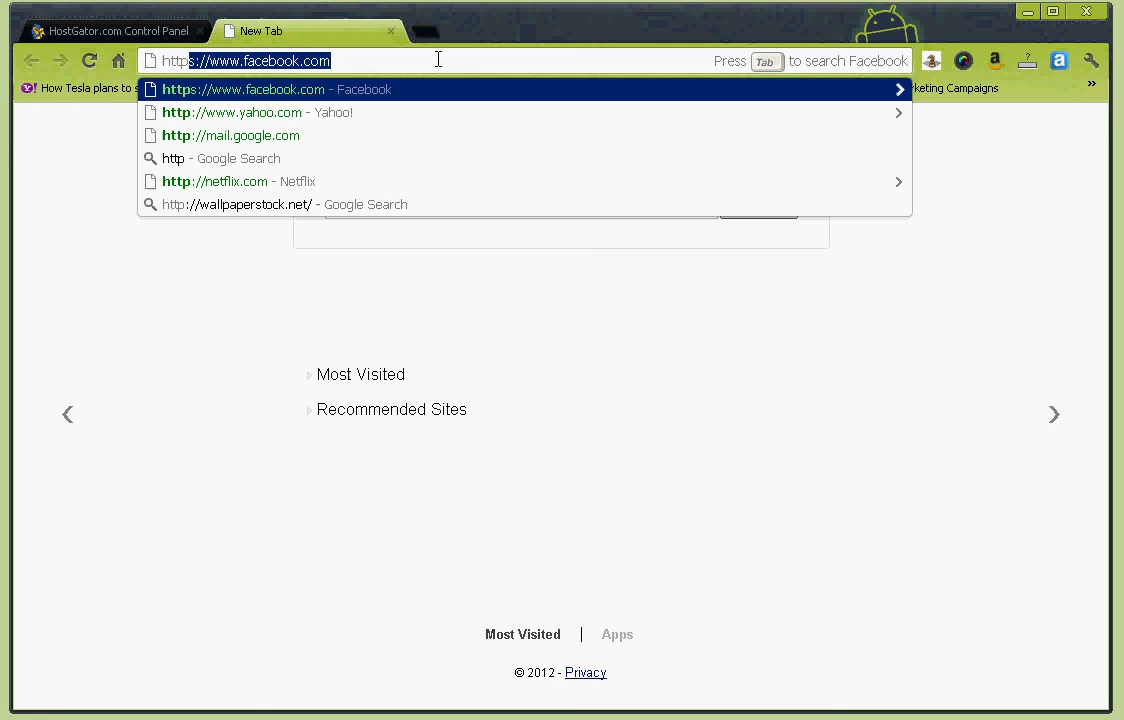 HostGator.com Control Panel
New Tab
https://www.facebook.com
Press Tab to search Facebook
How Tesla plans to
keting Campaigns
https://www.facebook.com - Facebook
http://www.yahoo.com - Yahoo!
http://mail.google.com
http - Google Search
http://netflix.com - Netflix
http://wallpaperstock.net/ - Google Search
Most Visited
Recommended Sites
Most Visited | Apps
© 2012 - Privacy